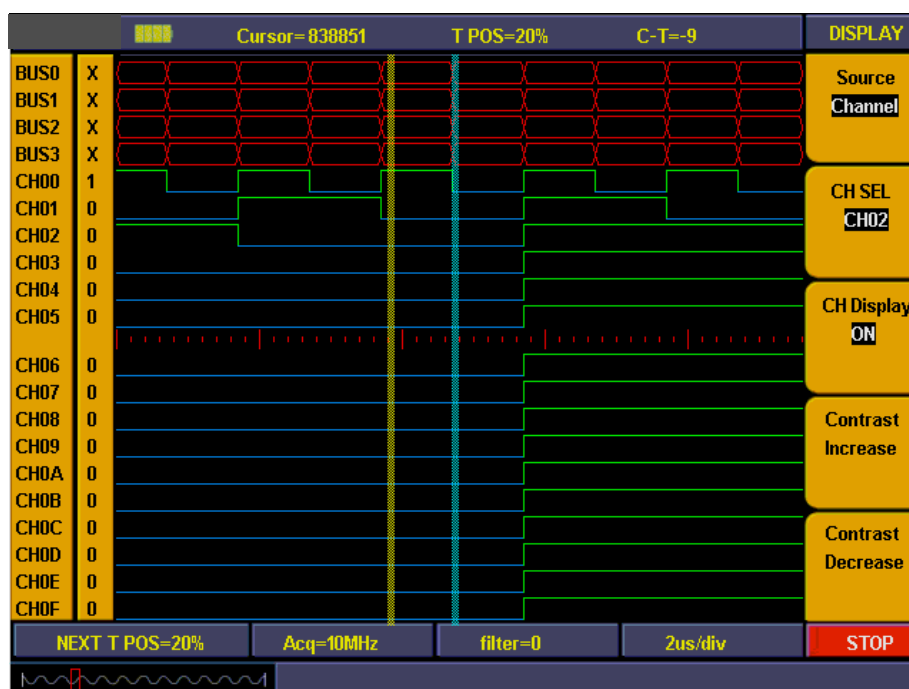 Cursor=838851 T POS=20% C-T=-9 DISPLAY
BUS0 X
BUS1 X
BUS2 X
BUS3 X
CH00 1
CH01 0
CH02 0
CH03 0
CH04 0
CH05 0
CH06 0
CH07 0
CH08 0
CH09 0
CH0A 0
CH0B 0
CH0C 0
CH0D 0
CH0E 0
CH0F 0
Source
Channel
CH SEL
CH02
CH Display
ON
Contrast
Increase
Contrast
Decrease
NEXT T POS=20% Acq=10MHz filter=0 2us/div STOP